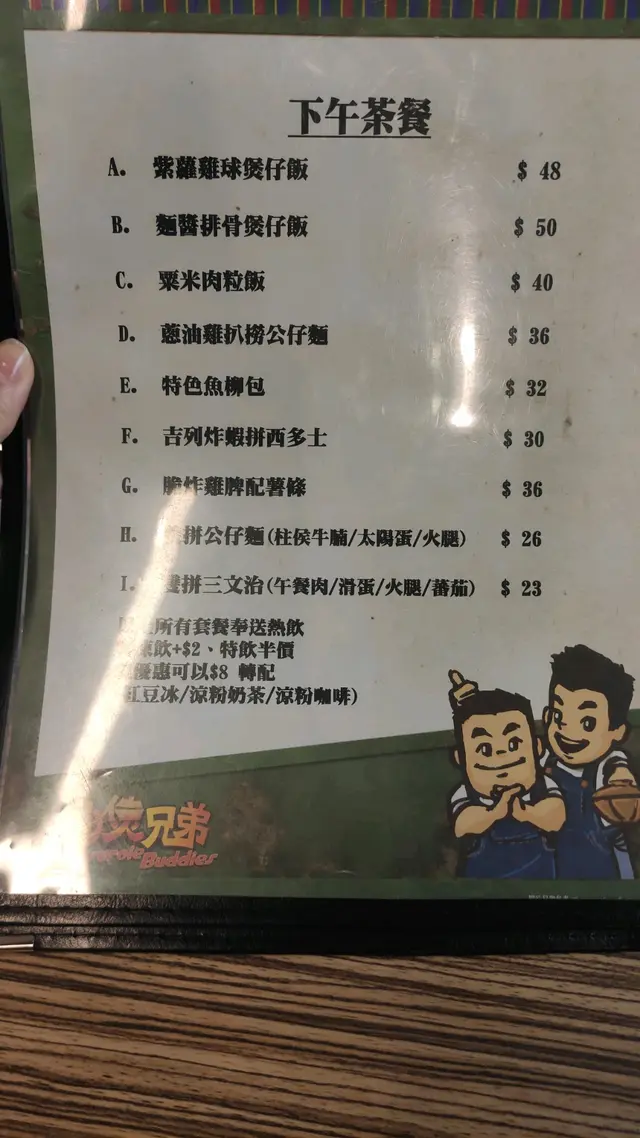 下午茶餐
A. 紫蘿雞球煲仔飯 $ 48
B. 麵醬排骨煲仔飯 $ 50
C. 粟米肉粒飯 $ 40
D. 蔥油雞扒撈公仔麵 $ 36
E. 特色魚柳包 $ 32
F. 吉列炸蝦拼西多士 $ 30
G. 脆炸雞脾配薯條 $ 36
H. 拼公仔麵(柱侯牛腩/太陽蛋/火腿) $ 26
I. 雙拼三文治(午餐肉/滑蛋/火腿/蕃茄) $ 23
所有套餐奉送熱飲
凍飲+$2、特飲半價
優惠可以$8 轉配
紅豆冰/涼粉奶茶/涼粉咖啡)
煲兄弟
Buddies